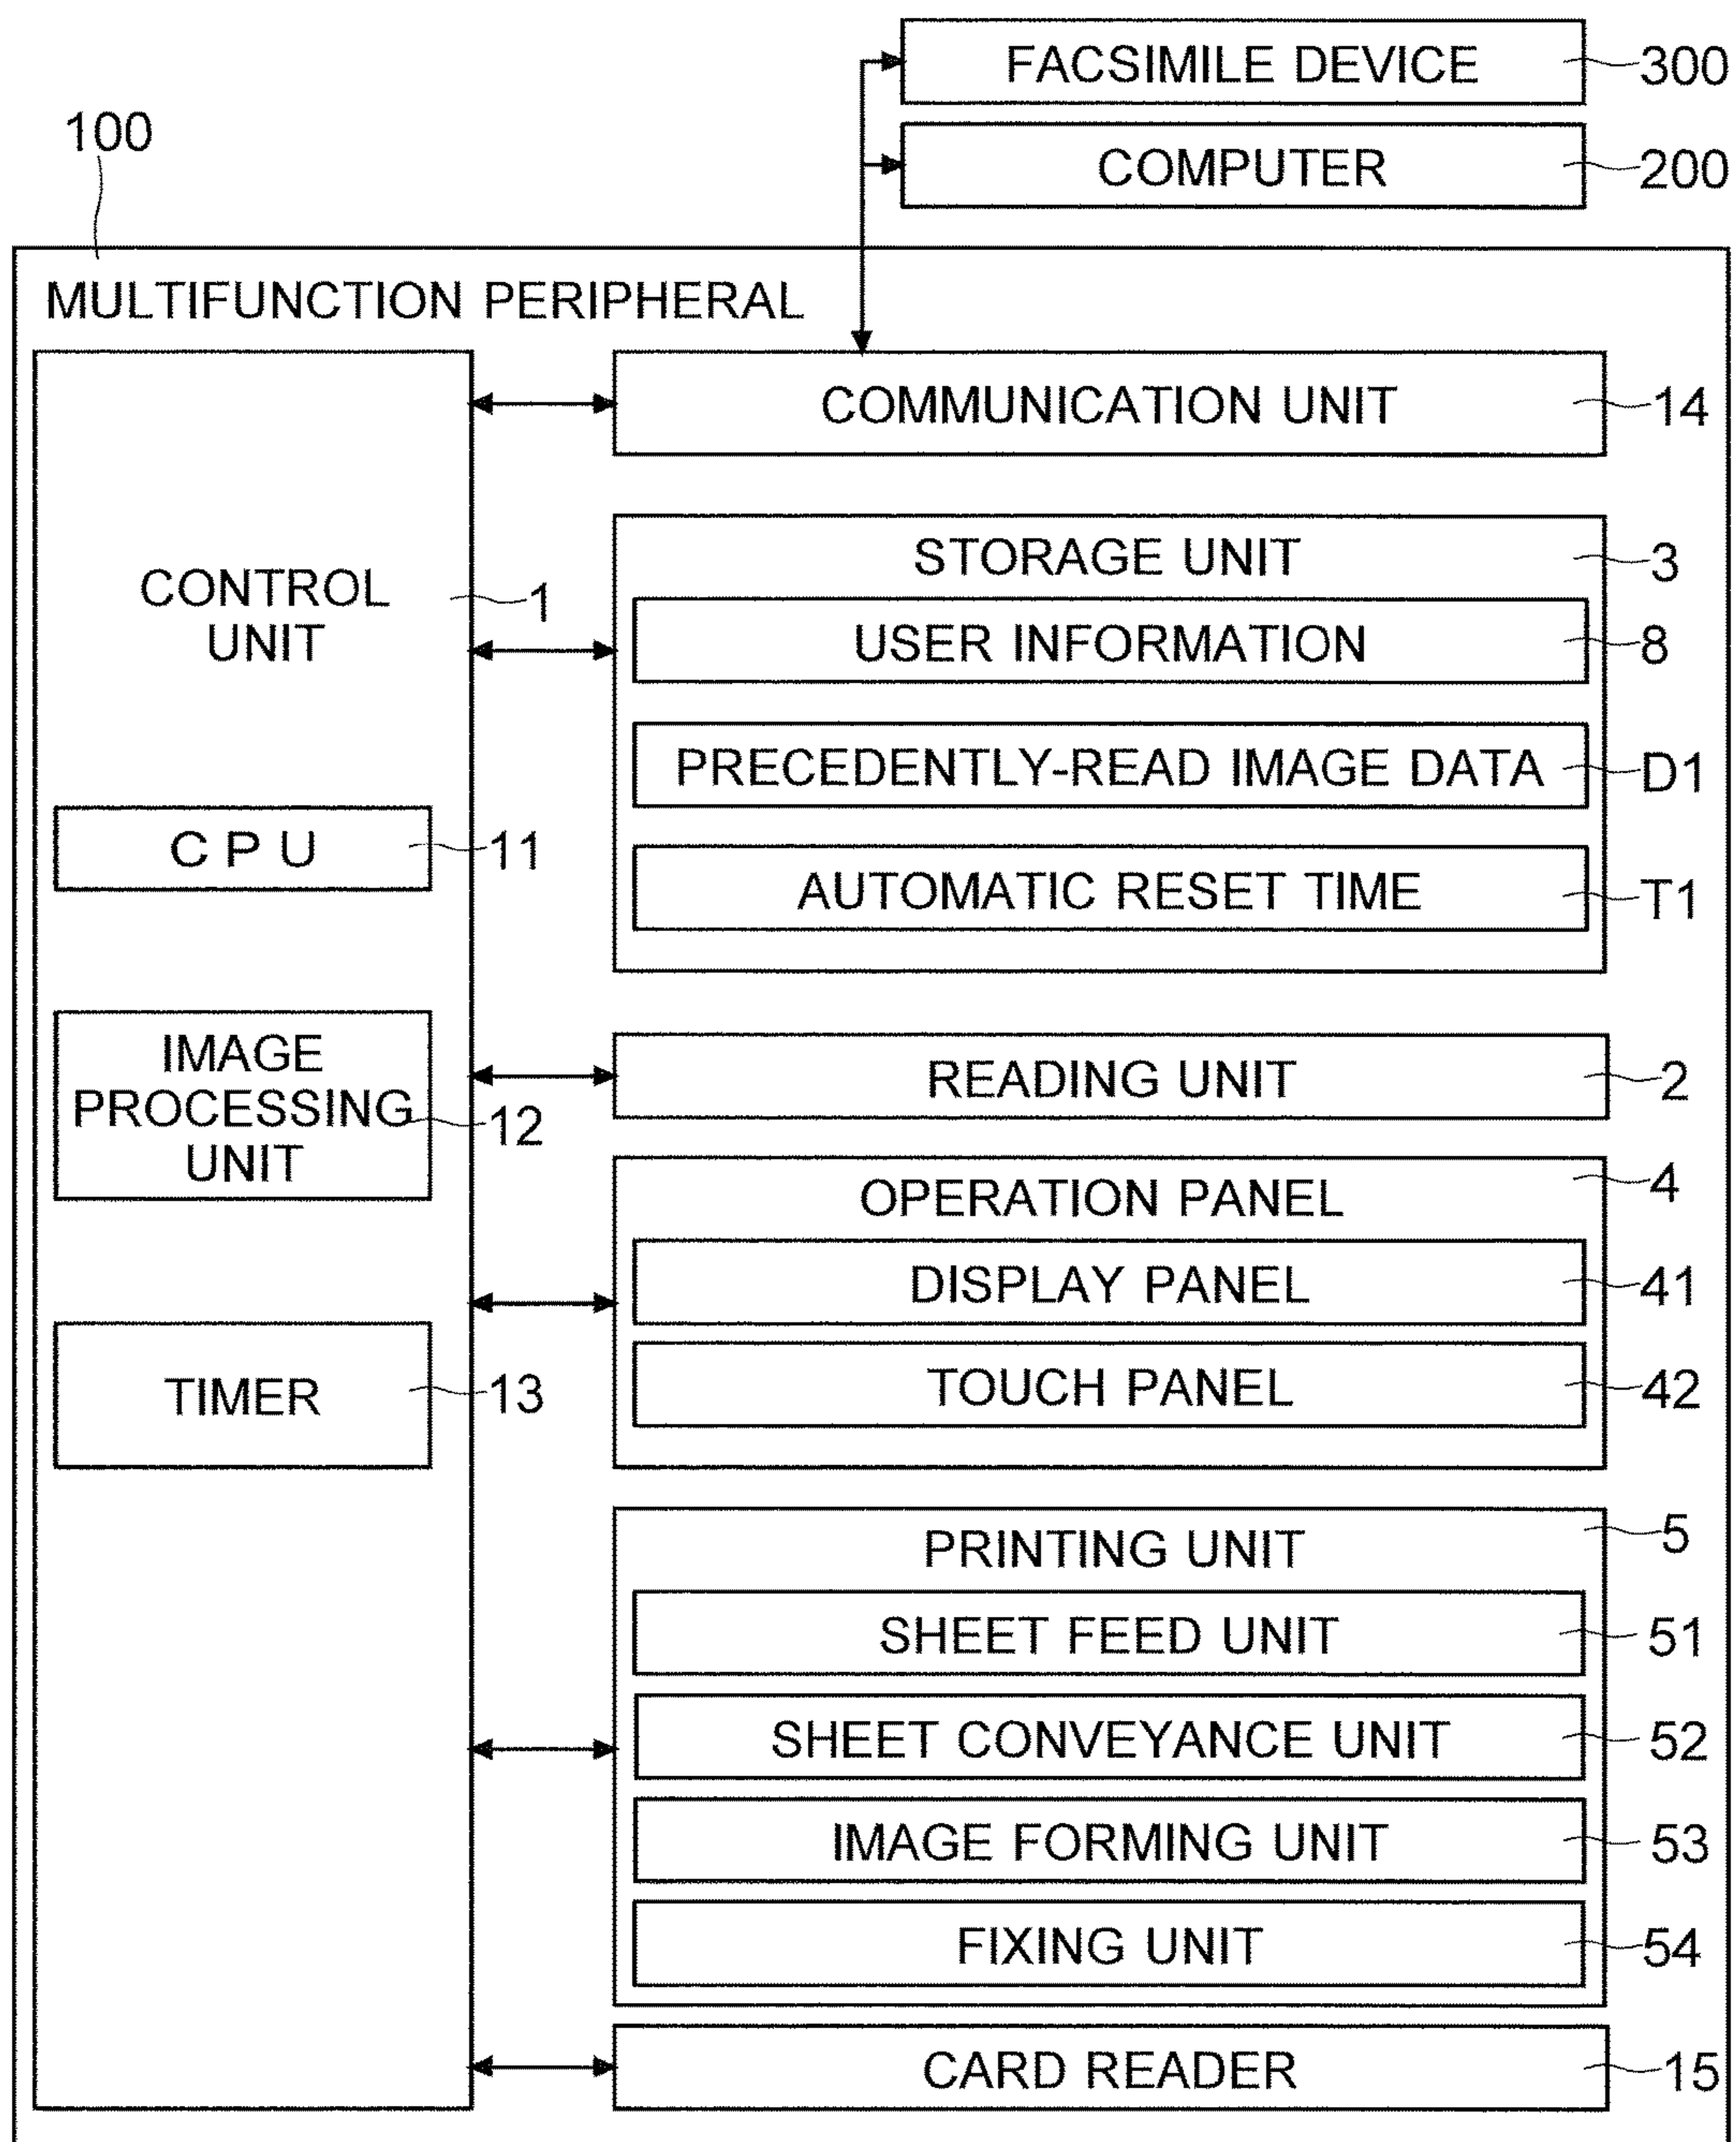 FACSIMILE DEVICE 300
100
COMPUTER 200
MULTIFUNCTION PERIPHERAL
COMMUNICATION UNIT 14
CONTROL
UNIT
1
STORAGE UNIT 3
USER INFORMATION 8
PRECEDENTLY-READ IMAGE DATA D1
CPU 11
AUTOMATIC RESET TIME T1
IMAGE
PROCESSING
UNIT
12
READING UNIT 2
OPERATION PANEL 4
DISPLAY PANEL 41
TIMER 13
TOUCH PANEL 42
PRINTING UNIT 5
SHEET FEED UNIT 51
SHEET CONVEYANCE UNIT 52
IMAGE FORMING UNIT 53
FIXING UNIT 54
CARD READER 15